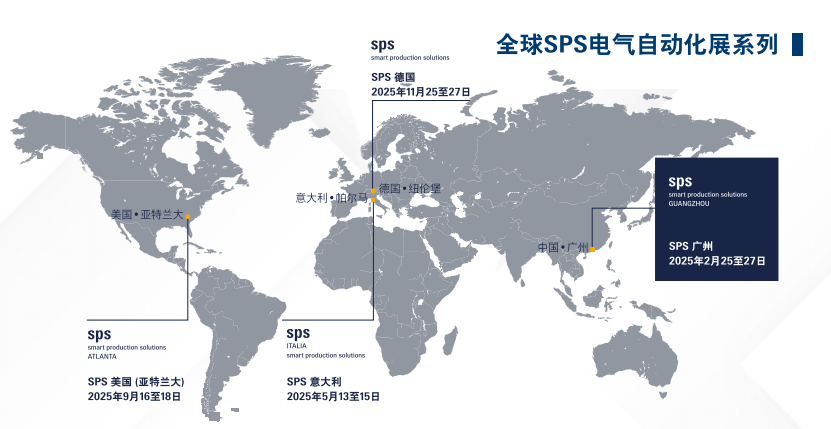 全球SPS电气自动化展系列
sps
smart production solutions
SPS 德国
2025年11月25至27日
德国•纽伦堡
意大利•帕尔马
美国•亚特兰大
中国•广州
sps
smart production solutions
GUANGZHOU
SPS 广州
2025年2月25至27日
sps
smart production solutions
ATLANTA
SPS 美国 (亚特兰大)
2025年9月16至18日
sps
ITALIA
smart production solutions
SPS 意大利
2025年5月13至15日